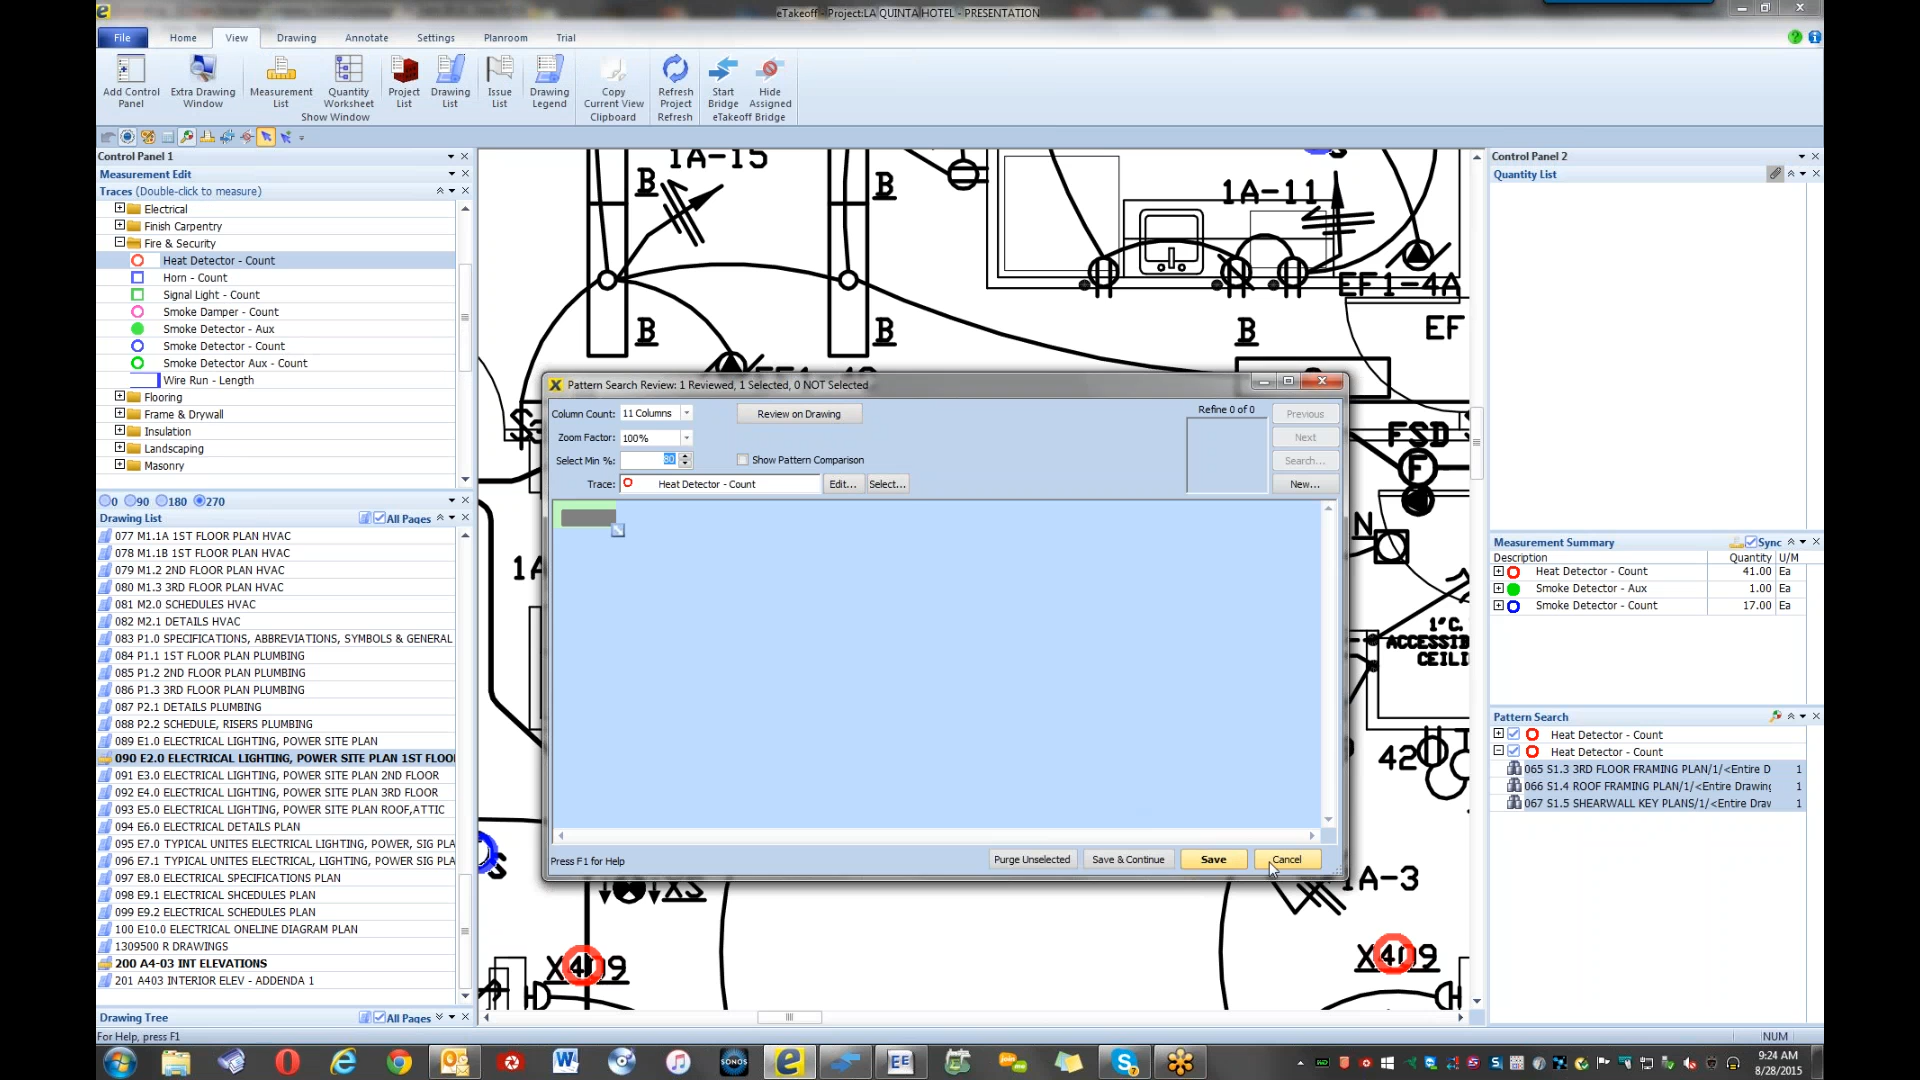 eTakeoff - Project:LA QUINTA HOTEL - PRESENTATION
File Home View Drawing Annotate Settings Planroom Trial
Add Control Panel
Extra Drawing Window
Measurement List
Quantity Worksheet
Project List
Drawing List
Issue List
Drawing Legend
Copy Current View
Refresh Project
Start Bridge
Hide Assigned
Show Window Clipboard Refresh eTakeoff Bridge
Control Panel 1
Measurement Edit
Traces (Double-click to measure)
Electrical
Finish Carpentry
Fire & Security
Heat Detector - Count
Horn - Count
Signal Light - Count
Smoke Damper - Count
Smoke Detector - Aux
Smoke Detector - Count
Smoke Detector Aux - Count
Wire Run - Length
Flooring
Frame & Drywall
Insulation
Landscaping
Masonry
0 90 180 270
Drawing List All Pages
077 M1.1A 1ST FLOOR PLAN HVAC
078 M1.1B 1ST FLOOR PLAN HVAC
079 M1.2 2ND FLOOR PLAN HVAC
080 M1.3 3RD FLOOR PLAN HVAC
081 M2.0 SCHEDULES HVAC
082 M2.1 DETAILS HVAC
083 P1.0 SPECIFICATIONS, ABBREVIATIONS, SYMBOLS & GENERAL
084 P1.1 1ST FLOOR PLAN PLUMBING
085 P1.2 2ND FLOOR PLAN PLUMBING
086 P1.3 3RD FLOOR PLAN PLUMBING
087 P2.1 DETAILS PLUMBING
088 P2.2 SCHEDULE, RISERS PLUMBING
089 E1.0 ELECTRICAL LIGHTING, POWER SITE PLAN
090 E2.0 ELECTRICAL LIGHTING, POWER SITE PLAN 1ST FLOO
091 E3.0 ELECTRICAL LIGHTING, POWER SITE PLAN 2ND FLOOR
092 E4.0 ELECTRICAL LIGHTING, POWER SITE PLAN 3RD FLOOR
093 E5.0 ELECTRICAL LIGHTING, POWER SITE PLAN ROOF,ATTIC
094 E6.0 ELECTRICAL DETAILS PLAN
095 E7.0 TYPICAL UNITES ELECTRICAL LIGHTING, POWER, SIG PLA
096 E7.1 TYPICAL UNITES ELECTRICAL, LIGHTING, POWER SIG PLA
097 E8.0 ELECTRICAL SPECIFICATIONS PLAN
098 E9.1 ELECTRICAL SHCEDULES PLAN
099 E9.2 ELECTRICAL SCHEDULES PLAN
100 E10.0 ELECTRICAL ONELINE DIAGRAM PLAN
1309500 R DRAWINGS
200 A4-03 INT ELEVATIONS
201 A403 INTERIOR ELEV - ADDENDA 1
Drawing Tree All Pages
For Help, press F1
1A-15
B
B
1A-11
EF1-4A
EF
B
B
B
FSD
F
N
1A
1"C.
ACCESSIB
CEILI
42
S
XS
1A-3
X409
X409
Pattern Search Review: 1 Reviewed, 1 Selected, 0 NOT Selected
Column Count: 11 Columns
Review on Drawing
Zoom Factor: 100%
Select Min %: 80
Show Pattern Comparison
Trace: Heat Detector - Count
Edit...
Select...
Refine 0 of 0
Previous
Next
Search...
New...
Press F1 for Help
Purge Unselected
Save & Continue
Save
Cancel
Control Panel 2
Quantity List
Measurement Summary Sync
Description Quantity U/M
Heat Detector - Count 41.00 Ea
Smoke Detector - Aux 1.00 Ea
Smoke Detector - Count 17.00 Ea
Pattern Search
Heat Detector - Count
Heat Detector - Count
065 S1.3 3RD FLOOR FRAMING PLAN/1/<Entire D 1
066 S1.4 ROOF FRAMING PLAN/1/<Entire Drawing 1
067 S1.5 SHEARWALL KEY PLANS/1/<Entire Drav 1
NUM
SONOS
EE
9:24 AM
8/28/2015